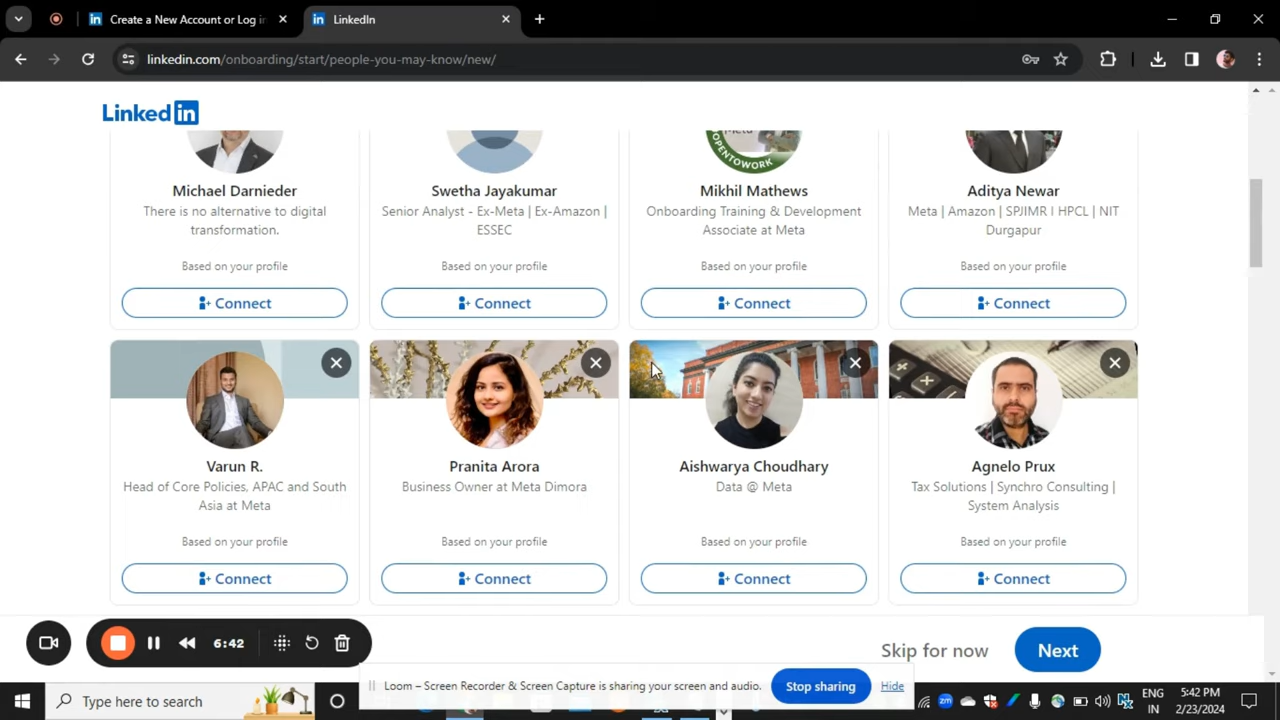 Create a New Account or Log in
LinkedIn
linkedin.com/onboarding/start/people-you-may-know/new/
Linked in
Meta
OPENTOWORK
Michael Darnieder
Swetha Jayakumar
Mikhil Mathews
Aditya Newar
There is no alternative to digital
transformation.
Senior Analyst - Ex-Meta | Ex-Amazon |
ESSEC
Onboarding Training & Development
Associate at Meta
Meta | Amazon | SPJIMR I HPCL | NIT
Durgapur
Based on your profile
Based on your profile
Based on your profile
Based on your profile
Connect
Connect
Connect
Connect
Varun R.
Pranita Arora
Aishwarya Choudhary
Agnelo Prux
Head of Core Policies, APAC and South
Asia at Meta
Business Owner at Meta Dimora
Data @ Meta
Tax Solutions | Synchro Consulting |
System Analysis
Based on your profile
Based on your profile
Based on your profile
Based on your profile
Connect
Connect
Connect
Connect
6:42
Skip for now
Next
Loom – Screen Recorder & Screen Capture is sharing your screen and audio.
Stop sharing
Hide
Type here to search
ENG
IN
5:42 PM
2/23/2024